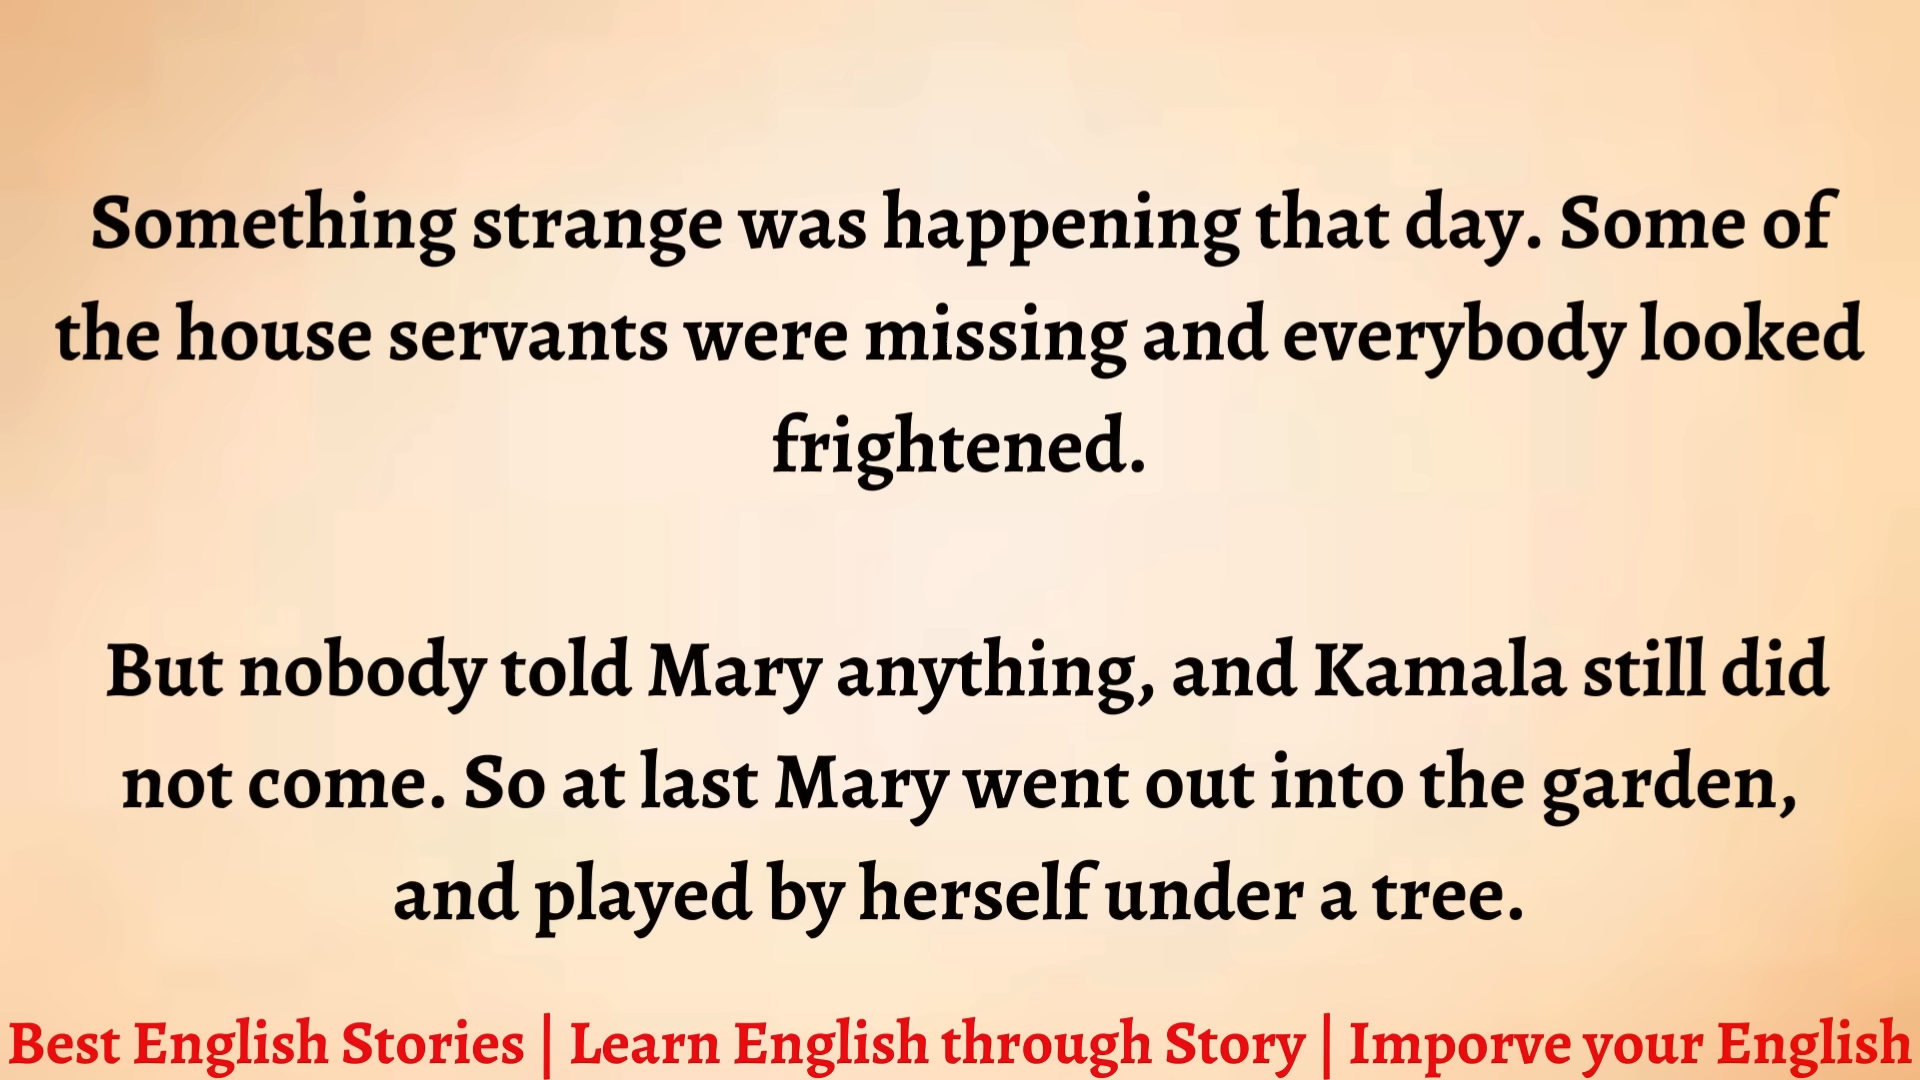 Something strange was happening that day. Some of
the house servants were missing and everybody looked
frightened.
But nobody told Mary anything, and Kamala still did
not come. So at last Mary went out into the garden,
and played by herself under a tree.
Best English Stories | Learn English through Story | Imporve your English